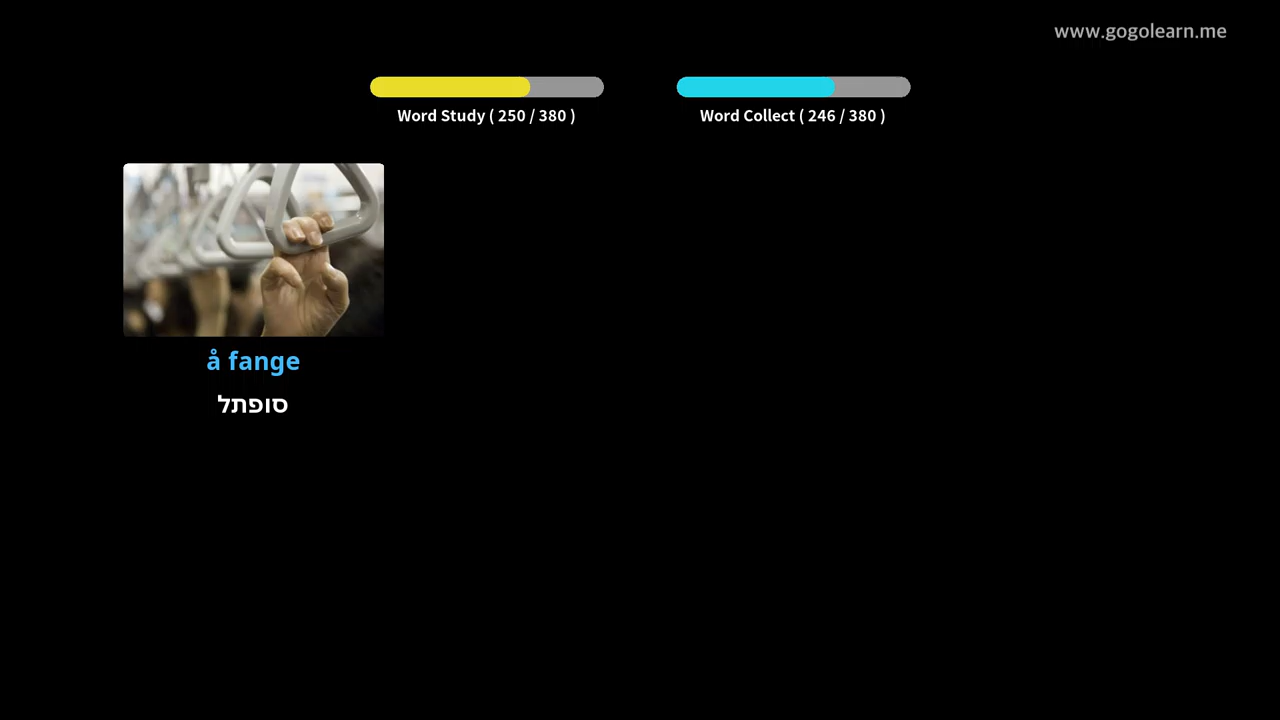 www.gogolearn.me
Word Study ( 250 / 380 )
Word Collect ( 246 / 380 )
å fange
סופתל